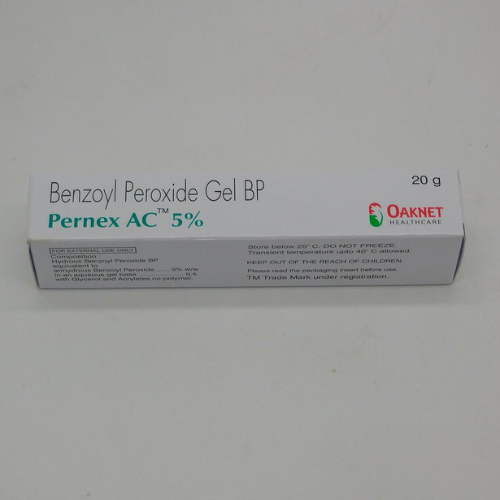 Benzoyl Peroxide Gel BP
Pernex AC™ 5%
20 g
OAKNET
HEALTHCARE
FOR EXTERNAL USE ONLY
Composition :
Hydrous Benzoyl Peroxide BP
equivalent to
anhydrous Benzoyl Peroxide ..... 5% w/w
in an aqueous gel base ................. q.s.
with Glycerol and Acrylates co-polymer.
Store below 25° C. DO NOT FREEZE.
Transient temperature upto 40° C allowed.
KEEP OUT OF THE REACH OF CHILDREN.
Please read the packaging insert before use.
TM Trade Mark under registration.